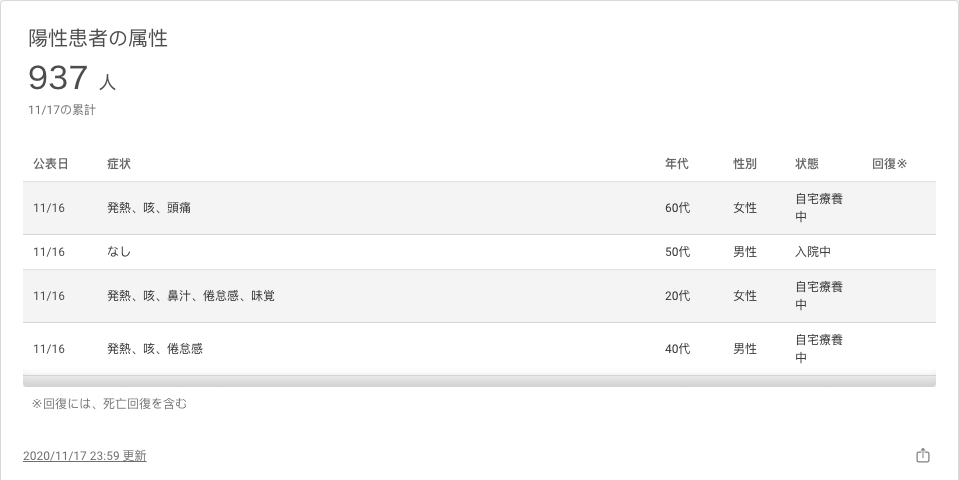 陽性患者の属性
937 人
11/17の累計
公表日 症状 年代 性別 状態 回復※
11/16 発熱、咳、頭痛 60代 女性 自宅療養中
11/16 なし 50代 男性 入院中
11/16 発熱、咳、鼻汁、倦怠感、味覚 20代 女性 自宅療養中
11/16 発熱、咳、倦怠感 40代 男性 自宅療養中
※回復には、死亡回復を含む
2020/11/17 23:59 更新